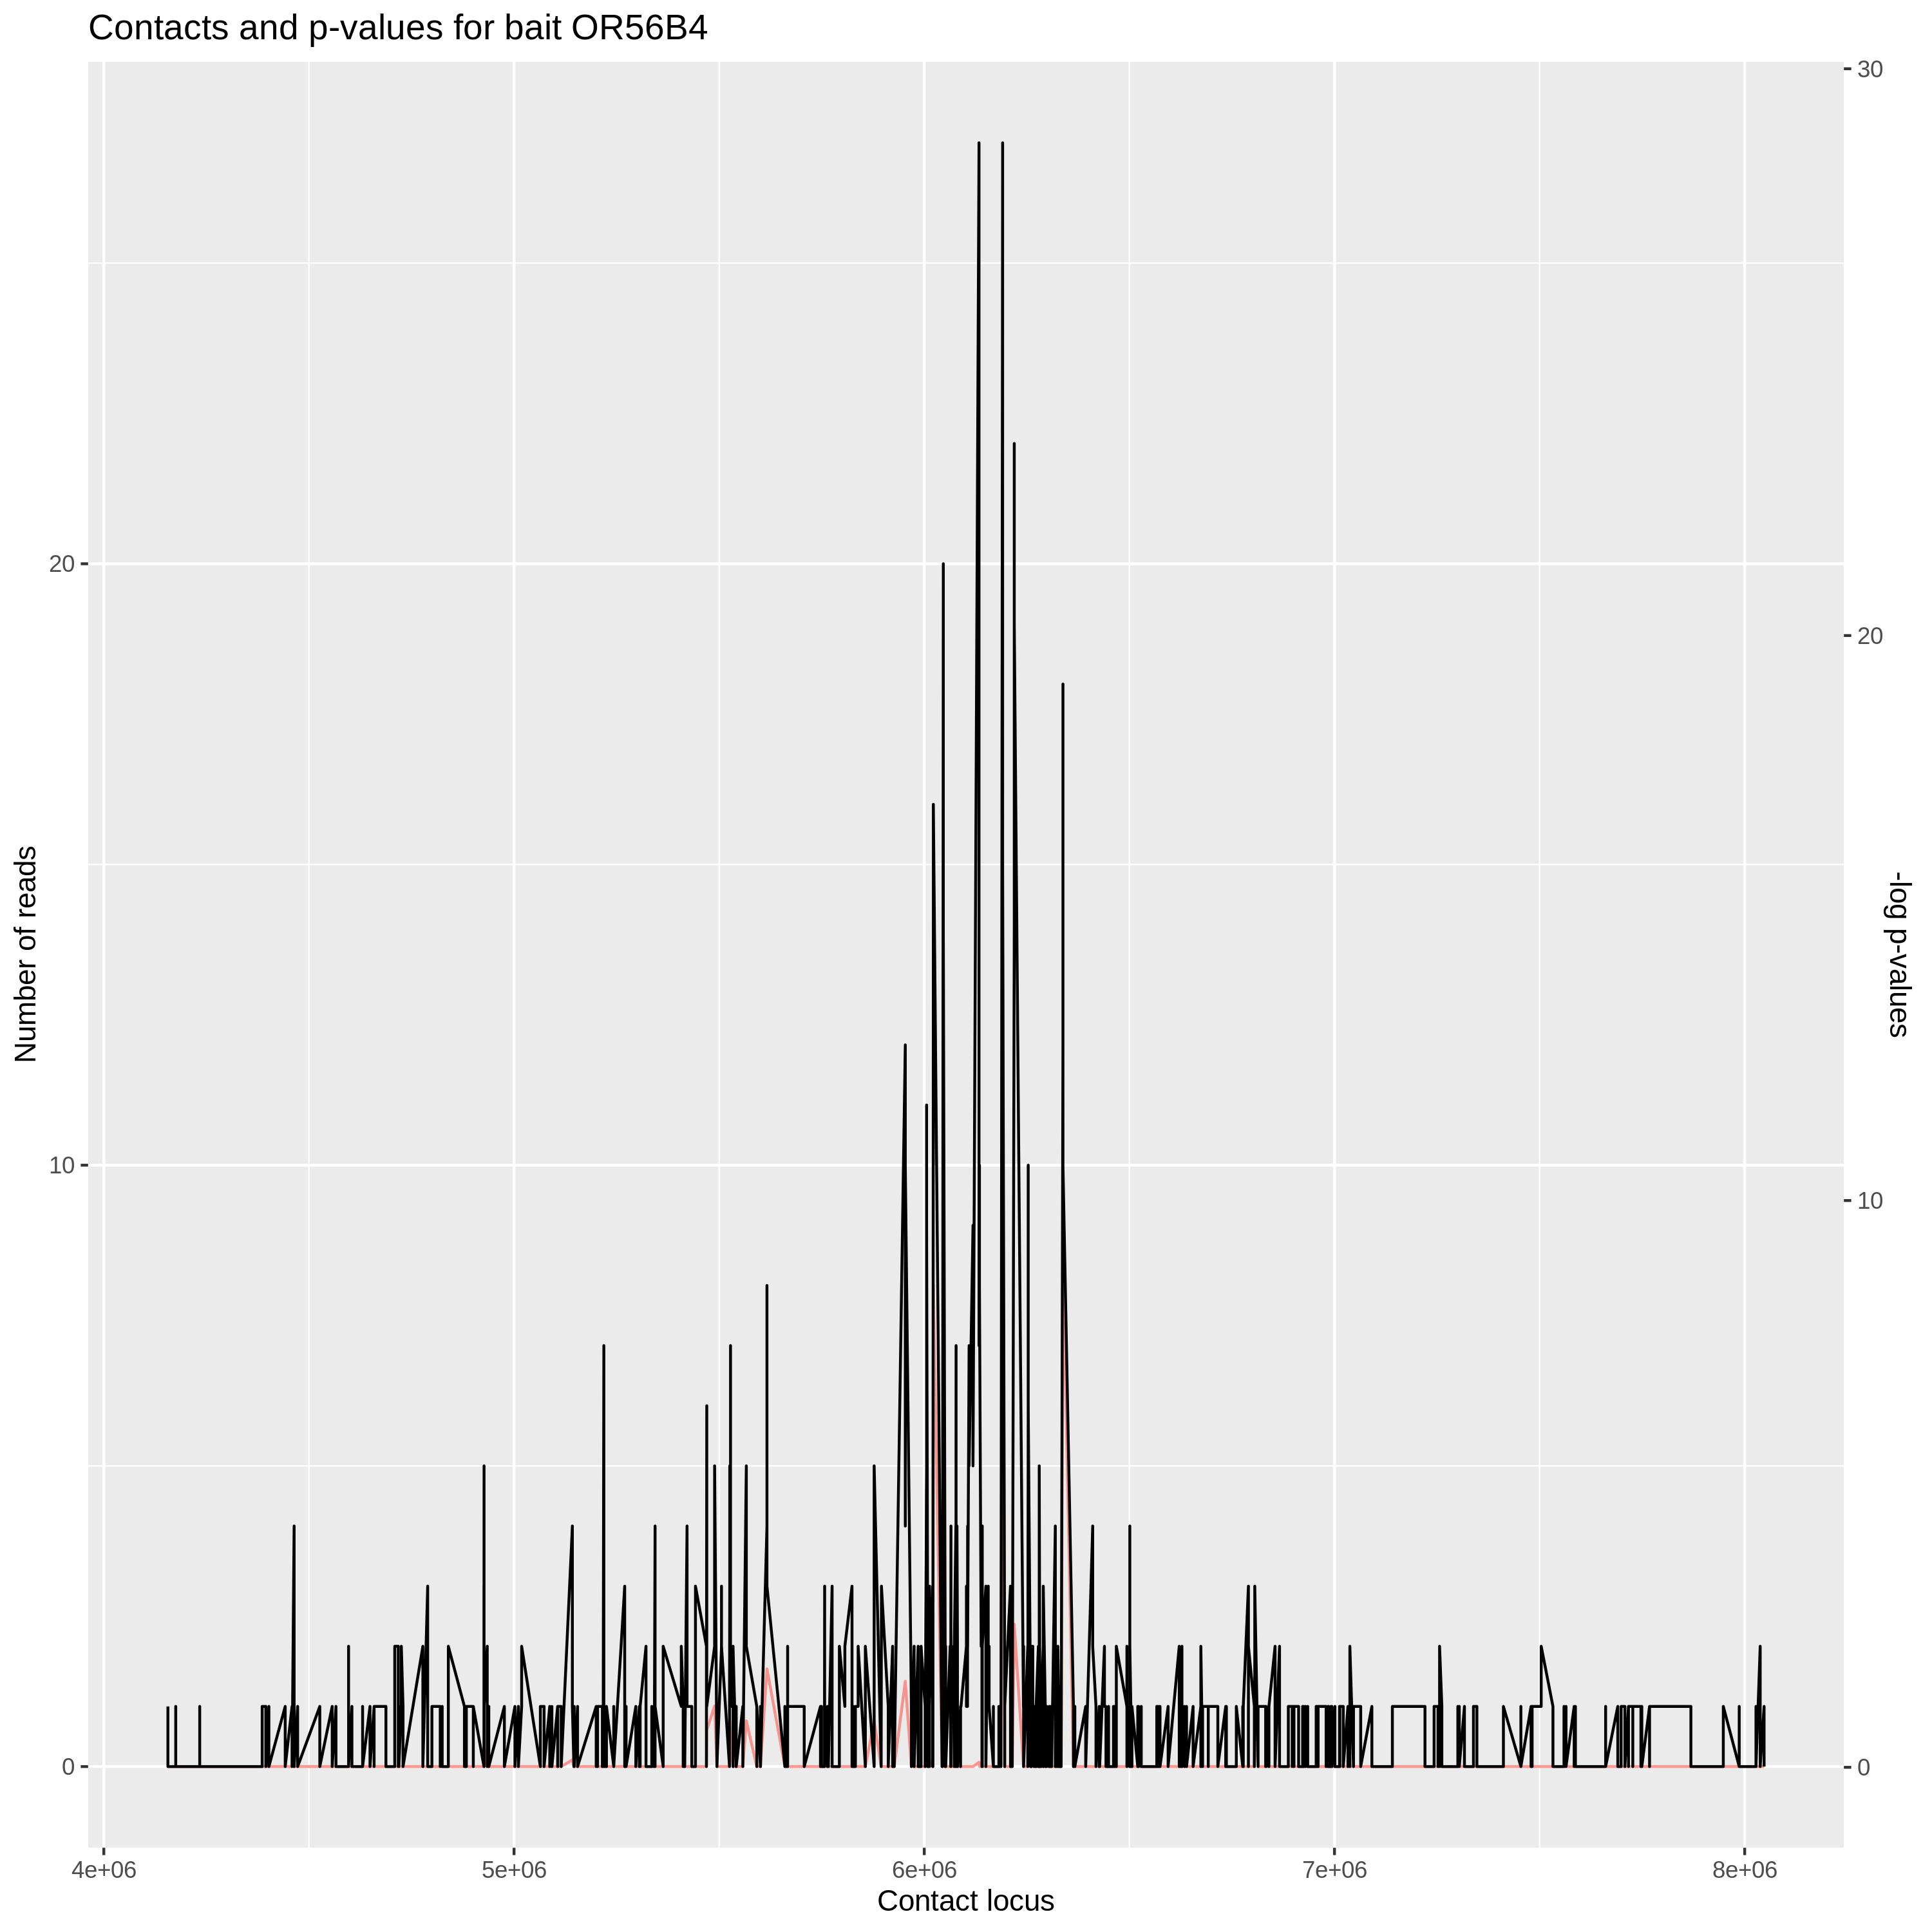 Contacts and p-values for bait OR56B4
30
20
20
10
10
0
0
Number of reads
-log p-values
4e+06
5e+06
6e+06
7e+06
8e+06
Contact locus